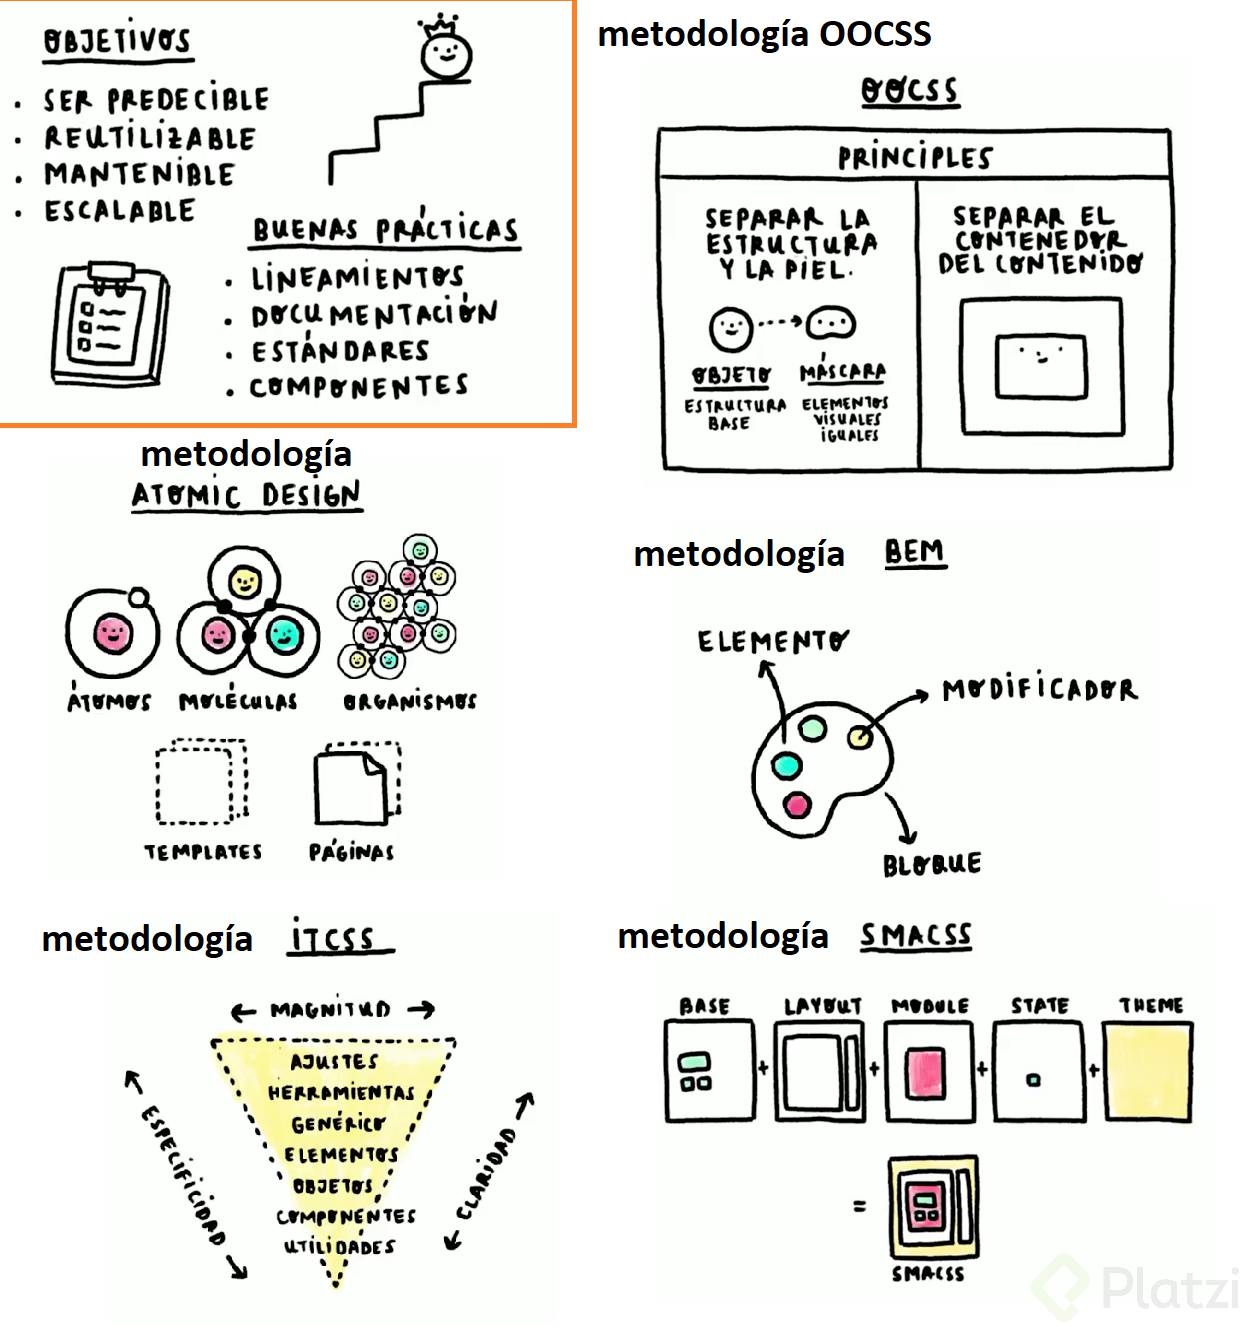 OBJETIVOS
• SER PREDECIBLE
• REUTILIZABLE
• MANTENIBLE
• ESCALABLE
BUENAS PRÁCTICAS
• LINEAMIENTOS
• DOCUMENTACIÓN
• ESTÁNDARES
• COMPONENTES
metodología OOCSS
OOCSS
PRINCIPLES
SEPARAR LA
ESTRUCTURA
Y LA PIEL.
OBJETO
ESTRUCTURA
BASE
MÁSCARA
ELEMENTOS
VISUALES
IGUALES
SEPARAR EL
CONTENEDOR
DEL CONTENIDO
metodología
ATOMIC DESIGN
ÁTOMOS MOLÉCULAS ORGANISMOS
TEMPLATES PÁGINAS
metodología BEM
ELEMENTO
MODIFICADOR
BLOQUE
metodología ITCSS
MAGNITUD
ESPECIFICIDAD
AJUSTES
HERRAMIENTAS
GENÉRICO
ELEMENTOS
OBJETOS
COMPONENTES
UTILIDADES
CLARIDAD
metodología SMACSS
BASE LAYOUT MODULE STATE THEME
+ + + +
=
SMACSS
Platzi